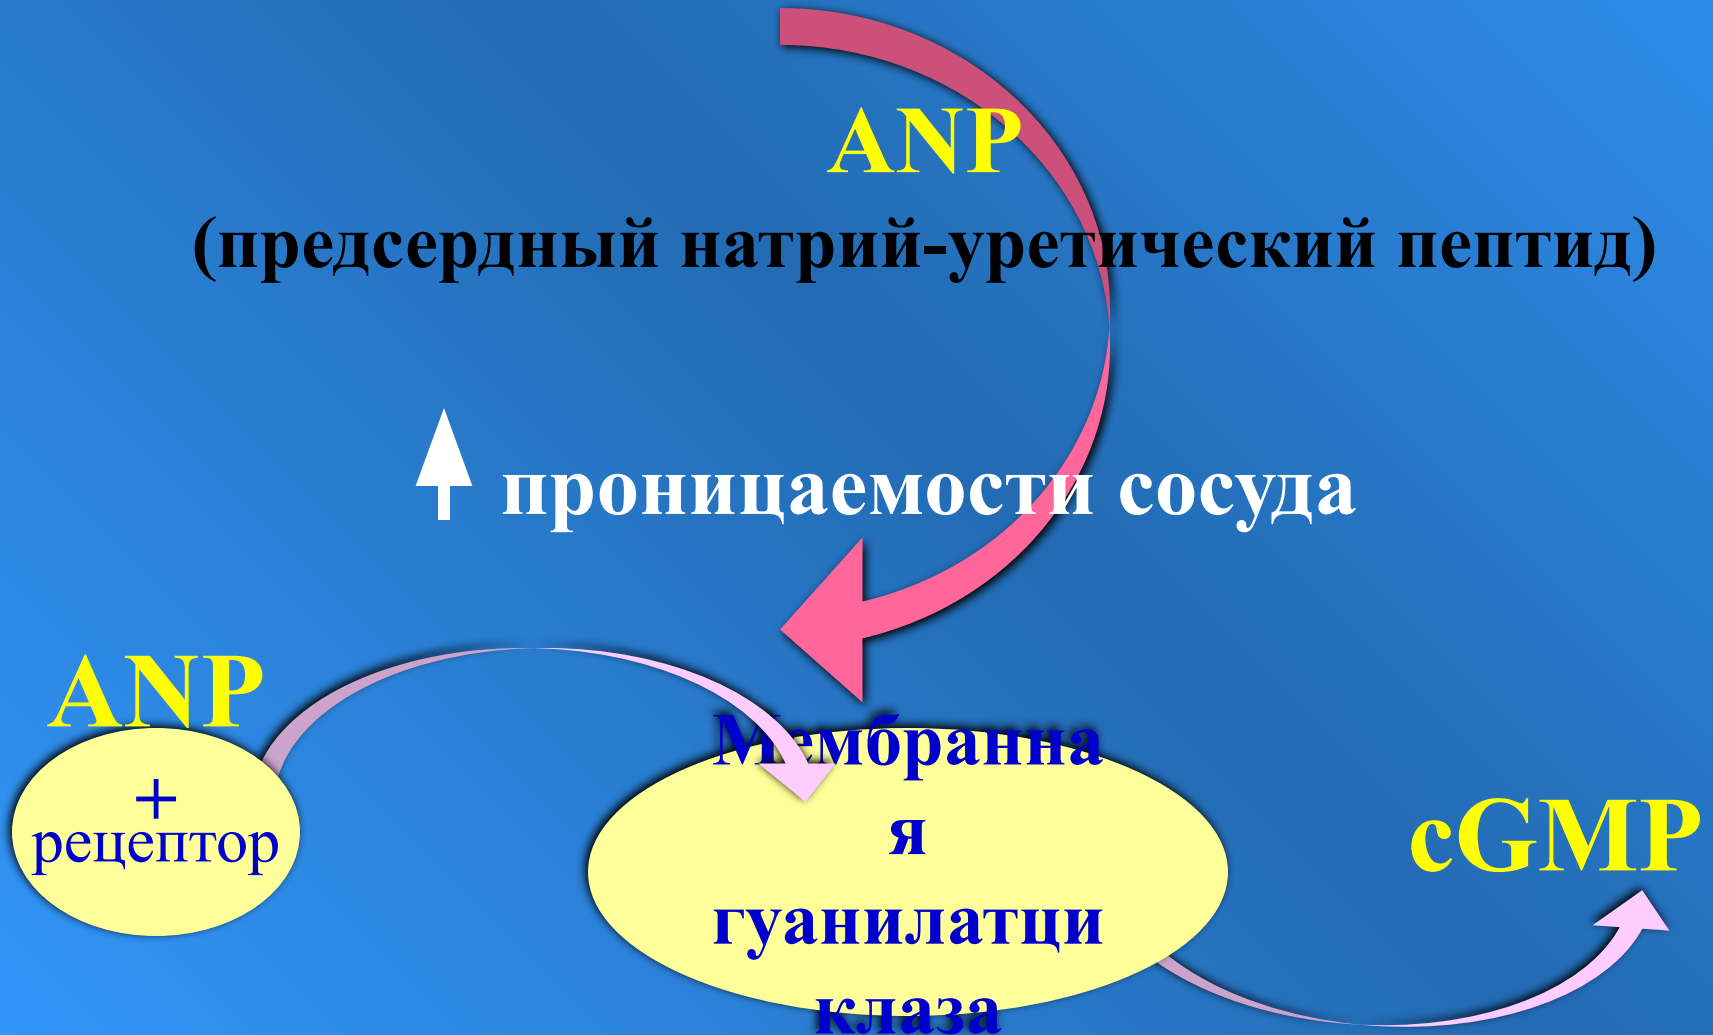 ANP
(предсердный натрий-уретический пептид)
проницаемости сосуда
ANP
+
рецептор
Мембранна
я
гуанилатци
клаза
cGMP